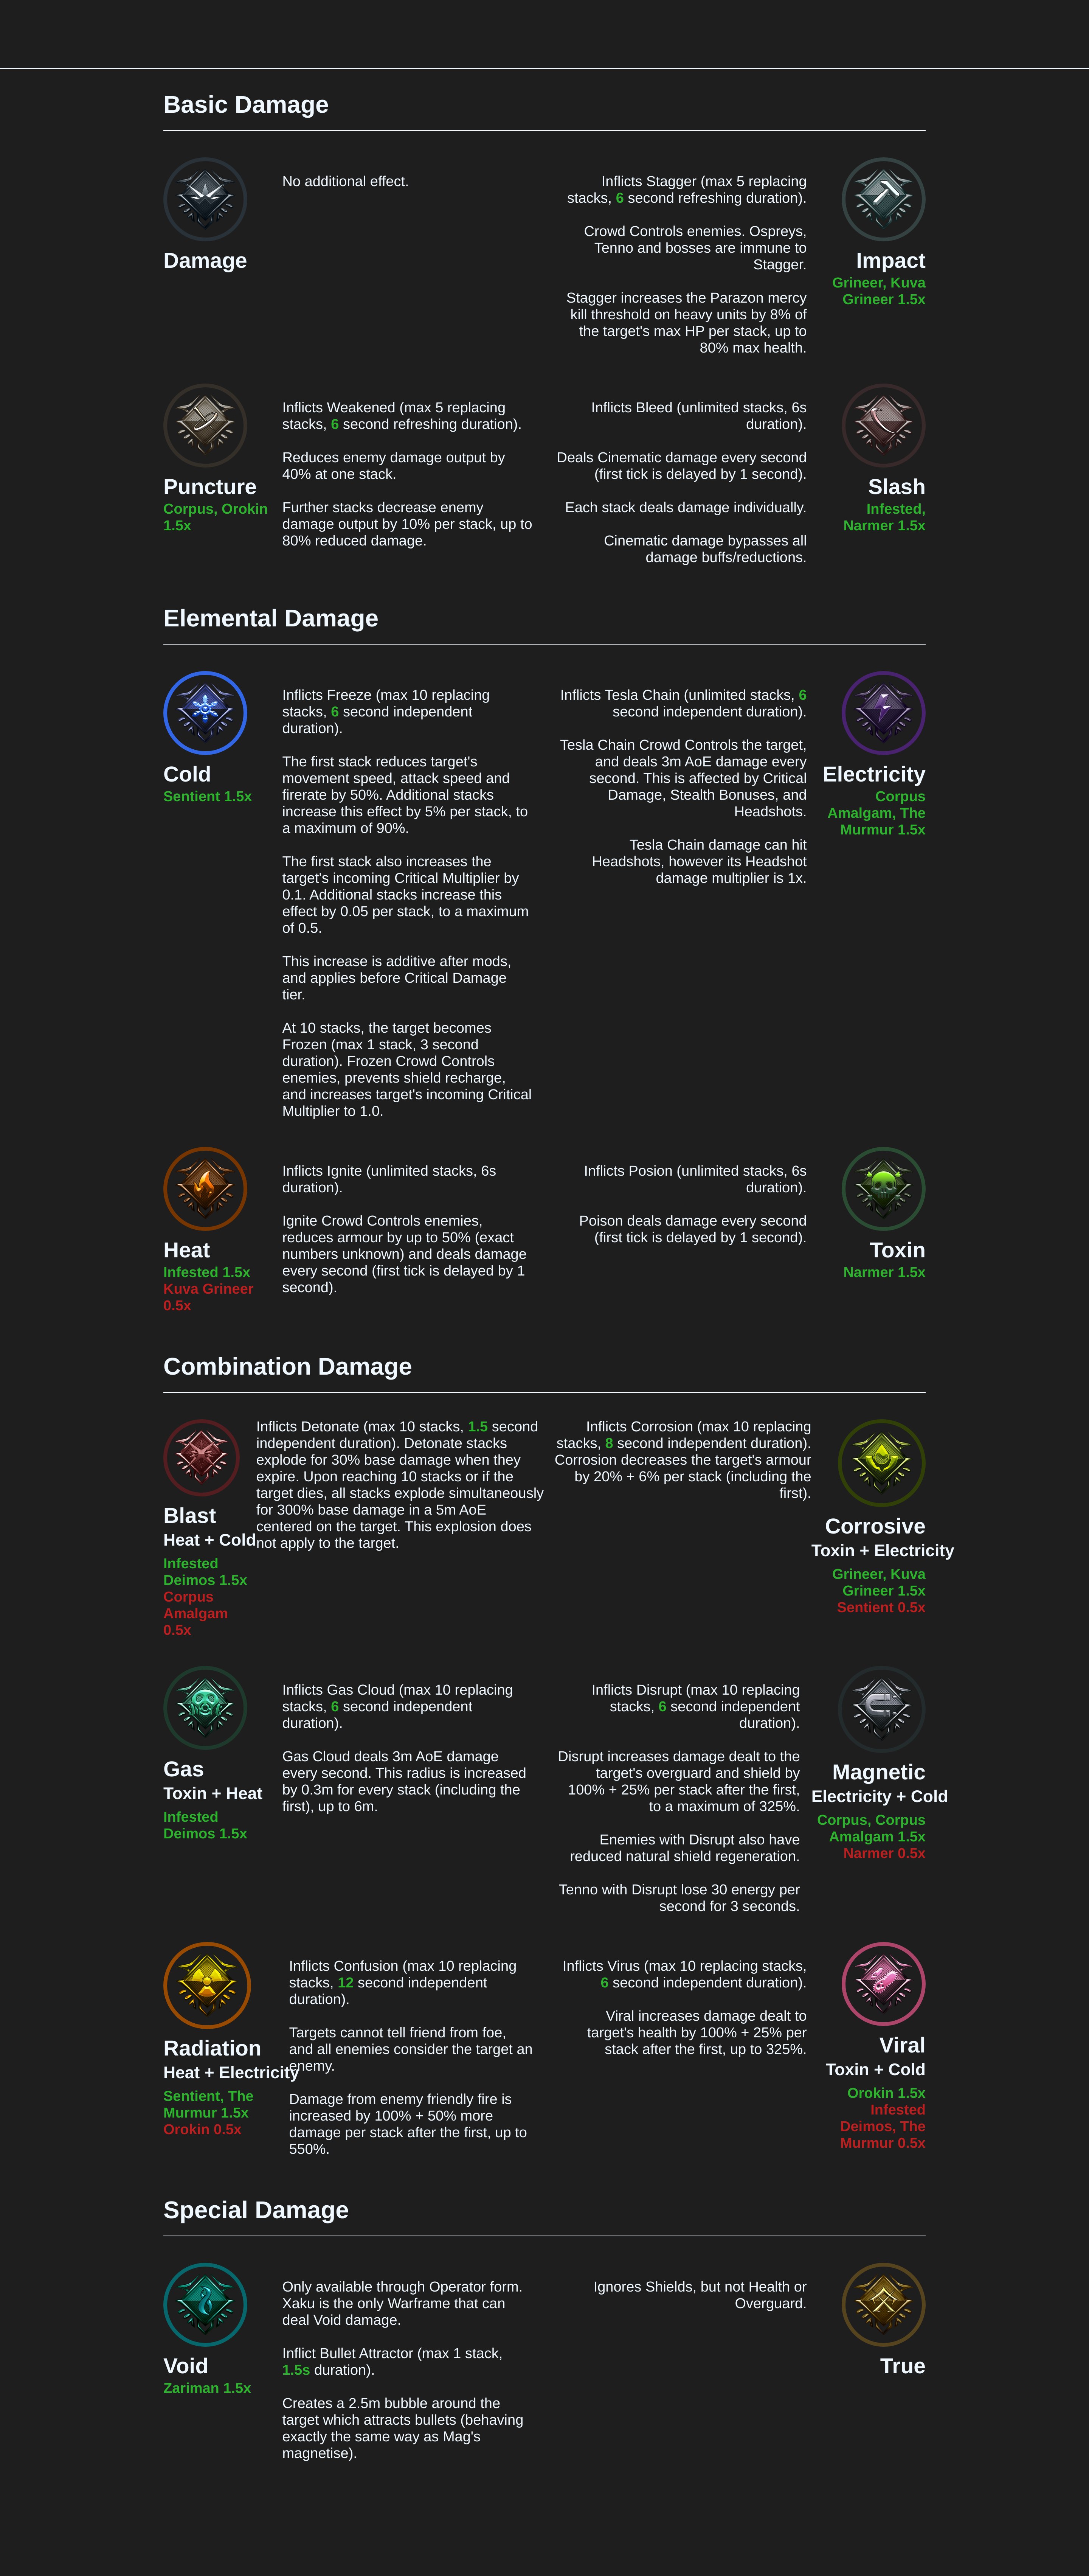 Basic Damage
Damage
No additional effect.
Inflicts Stagger (max 5 replacing
stacks, 6 second refreshing duration).
Crowd Controls enemies. Ospreys,
Tenno and bosses are immune to
Stagger.
Stagger increases the Parazon mercy
kill threshold on heavy units by 8% of
the target's max HP per stack, up to
80% max health.
Impact
Grineer, Kuva
Grineer 1.5x
Puncture
Corpus, Orokin
1.5x
Inflicts Weakened (max 5 replacing
stacks, 6 second refreshing duration).
Reduces enemy damage output by
40% at one stack.
Further stacks decrease enemy
damage output by 10% per stack, up to
80% reduced damage.
Inflicts Bleed (unlimited stacks, 6s
duration).
Deals Cinematic damage every second
(first tick is delayed by 1 second).
Each stack deals damage individually.
Cinematic damage bypasses all
damage buffs/reductions.
Slash
Infested,
Narmer 1.5x
Elemental Damage
Cold
Sentient 1.5x
Inflicts Freeze (max 10 replacing
stacks, 6 second independent
duration).
The first stack reduces target's
movement speed, attack speed and
firerate by 50%. Additional stacks
increase this effect by 5% per stack, to
a maximum of 90%.
The first stack also increases the
target's incoming Critical Multiplier by
0.1. Additional stacks increase this
effect by 0.05 per stack, to a maximum
of 0.5.
This increase is additive after mods,
and applies before Critical Damage
tier.
At 10 stacks, the target becomes
Frozen (max 1 stack, 3 second
duration). Frozen Crowd Controls
enemies, prevents shield recharge,
and increases target's incoming Critical
Multiplier to 1.0.
Inflicts Tesla Chain (unlimited stacks, 6
second independent duration).
Tesla Chain Crowd Controls the target,
and deals 3m AoE damage every
second. This is affected by Critical
Damage, Stealth Bonuses, and
Headshots.
Tesla Chain damage can hit
Headshots, however its Headshot
damage multiplier is 1x.
Electricity
Corpus
Amalgam, The
Murmur 1.5x
Heat
Infested 1.5x
Kuva Grineer
0.5x
Inflicts Ignite (unlimited stacks, 6s
duration).
Ignite Crowd Controls enemies,
reduces armour by up to 50% (exact
numbers unknown) and deals damage
every second (first tick is delayed by 1
second).
Inflicts Posion (unlimited stacks, 6s
duration).
Poison deals damage every second
(first tick is delayed by 1 second).
Toxin
Narmer 1.5x
Combination Damage
Blast
Heat + Cold
Infested
Deimos 1.5x
Corpus
Amalgam
0.5x
Inflicts Detonate (max 10 stacks, 1.5 second
independent duration). Detonate stacks
explode for 30% base damage when they
expire. Upon reaching 10 stacks or if the
target dies, all stacks explode simultaneously
for 300% base damage in a 5m AoE
centered on the target. This explosion does
not apply to the target.
Inflicts Corrosion (max 10 replacing
stacks, 8 second independent duration).
Corrosion decreases the target's armour
by 20% + 6% per stack (including the
first).
Corrosive
Toxin + Electricity
Grineer, Kuva
Grineer 1.5x
Sentient 0.5x
Gas
Toxin + Heat
Infested
Deimos 1.5x
Inflicts Gas Cloud (max 10 replacing
stacks, 6 second independent
duration).
Gas Cloud deals 3m AoE damage
every second. This radius is increased
by 0.3m for every stack (including the
first), up to 6m.
Inflicts Disrupt (max 10 replacing
stacks, 6 second independent
duration).
Disrupt increases damage dealt to the
target's overguard and shield by
100% + 25% per stack after the first,
to a maximum of 325%.
Enemies with Disrupt also have
reduced natural shield regeneration.
Tenno with Disrupt lose 30 energy per
second for 3 seconds.
Magnetic
Electricity + Cold
Corpus, Corpus
Amalgam 1.5x
Narmer 0.5x
Radiation
Heat + Electricity
Sentient, The
Murmur 1.5x
Orokin 0.5x
Inflicts Confusion (max 10 replacing
stacks, 12 second independent
duration).
Targets cannot tell friend from foe,
and all enemies consider the target an
enemy.
Damage from enemy friendly fire is
increased by 100% + 50% more
damage per stack after the first, up to
550%.
Inflicts Virus (max 10 replacing stacks,
6 second independent duration).
Viral increases damage dealt to
target's health by 100% + 25% per
stack after the first, up to 325%.
Viral
Toxin + Cold
Orokin 1.5x
Infested
Deimos, The
Murmur 0.5x
Special Damage
Void
Zariman 1.5x
Only available through Operator form.
Xaku is the only Warframe that can
deal Void damage.
Inflict Bullet Attractor (max 1 stack,
1.5s duration).
Creates a 2.5m bubble around the
target which attracts bullets (behaving
exactly the same way as Mag's
magnetise).
Ignores Shields, but not Health or
Overguard.
True